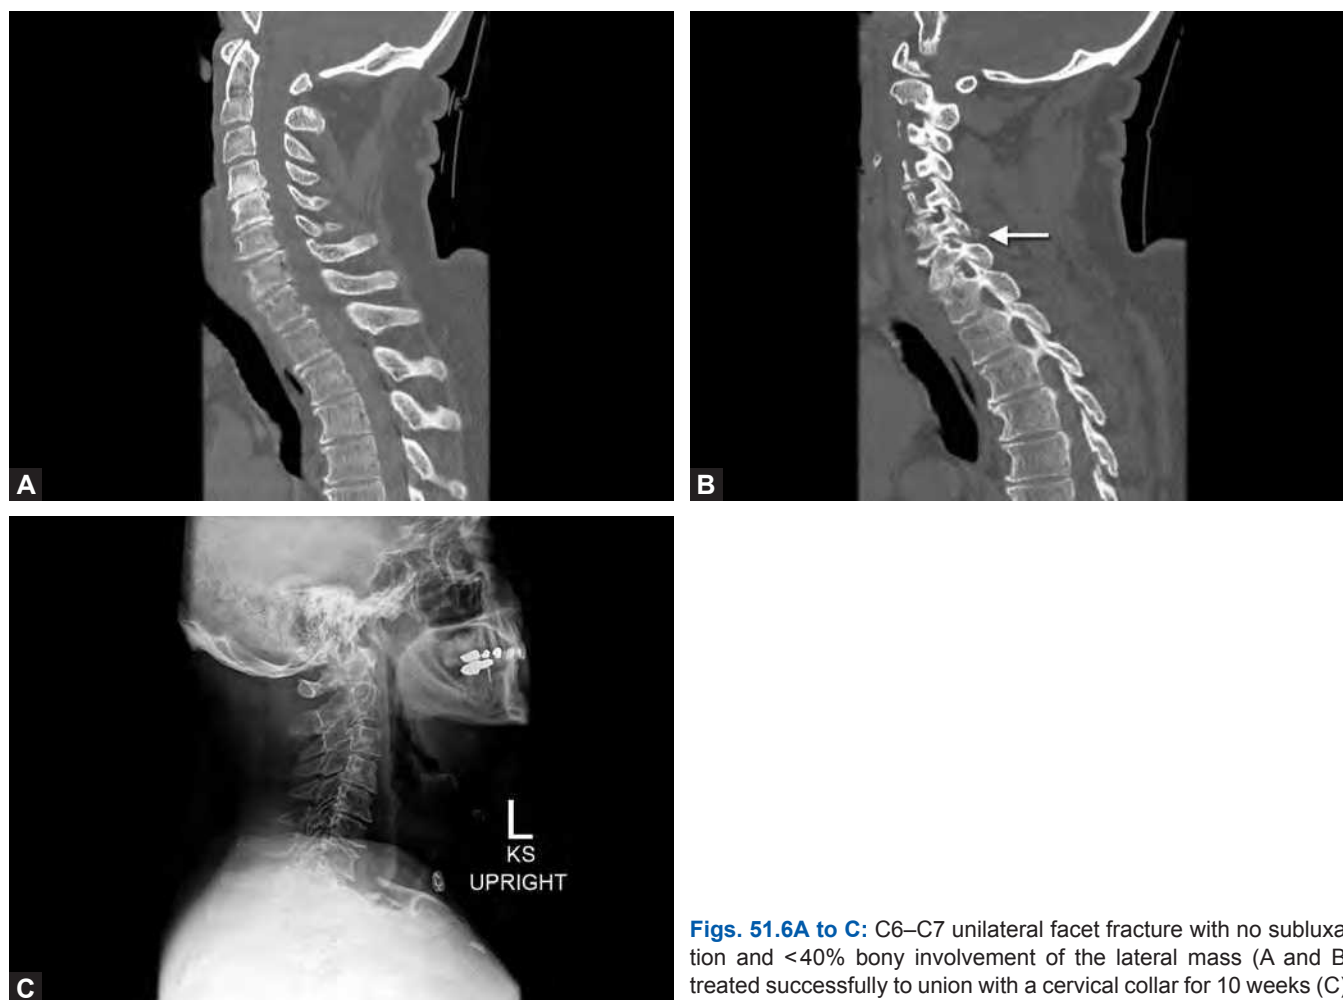 A
B
L
KS
UPRIGHT
C
Figs. 51.6A to C: C6–C7 unilateral facet fracture with no subluxa
tion and <40% bony involvement of the lateral mass (A and B
treated successfully to union with a cervical collar for 10 weeks (C)